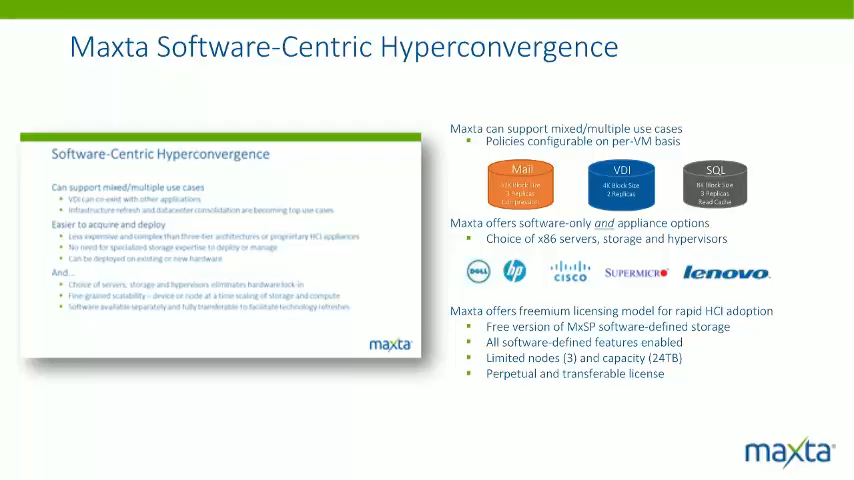 Maxta Software-Centric Hyperconvergence
Software-Centric Hyperconvergence
Can support mixed/multiple use cases
VDI can co-exist with other applications
Infrastructure refresh and datacenter consolidation are becoming top use cases
Easier to acquire and deploy
Less expensive and complex than three-tier architectures or proprietary HCI appliances
No need for specialized storage expertise to deploy or manage
Can be deployed on existing or new hardware
And...
Choice of servers, storage and hypervisors eliminates hardware lock-in
Fine-grained scalability – device or node at a time scaling of storage and compute
Software available separately and fully transferable to facilitate technology refreshes
maxta
Maxta can support mixed/multiple use cases
Policies configurable on per-VM basis
Mail
Block Size
3 Replicas
Compression
VDI
4K Block Size
2 Replicas
SQL
8K Block Size
3 Replicas
Read Cache
Maxta offers software-only and appliance options
Choice of x86 servers, storage and hypervisors
DELL
hp
CISCO
SUPERMICRO
lenovo
Maxta offers freemium licensing model for rapid HCI adoption
Free version of MxSP software-defined storage
All software-defined features enabled
Limited nodes (3) and capacity (24TB)
Perpetual and transferable license
maxta